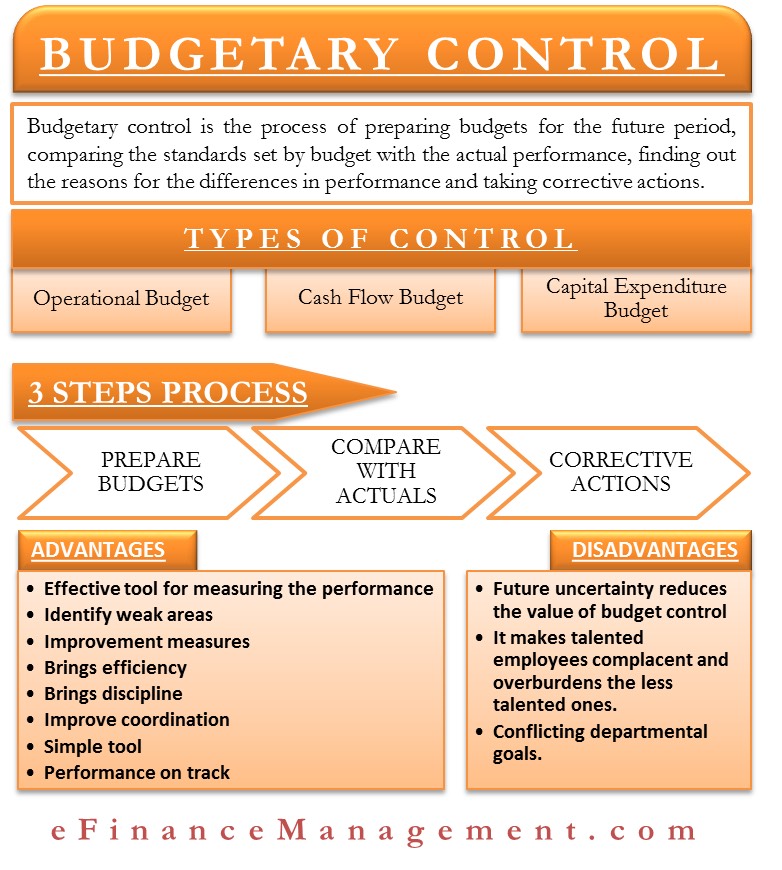 BUDGETARY CONTROL
Budgetary control is the process of preparing budgets for the future period,
comparing the standards set by budget with the actual performance, finding out
the reasons for the differences in performance and taking corrective actions.
TYPES OF CONTROL
Operational Budget
Cash Flow Budget
Capital Expenditure
Budget
3 STEPS PROCESS
PREPARE
BUDGETS
COMPARE
WITH
ACTUALS
CORRECTIVE
ACTIONS
ADVANTAGES
• Effective tool for measuring the performance
• Identify weak areas
• Improvement measures
• Brings efficiency
• Brings discipline
• Improve coordination
• Simple tool
• Performance on track
DISADVANTAGES
• Future uncertainty reduces
the value of budget control
• It makes talented
employees complacent and
overburdens the less
talented ones.
• Conflicting departmental
goals.
eFinanceManagement.com